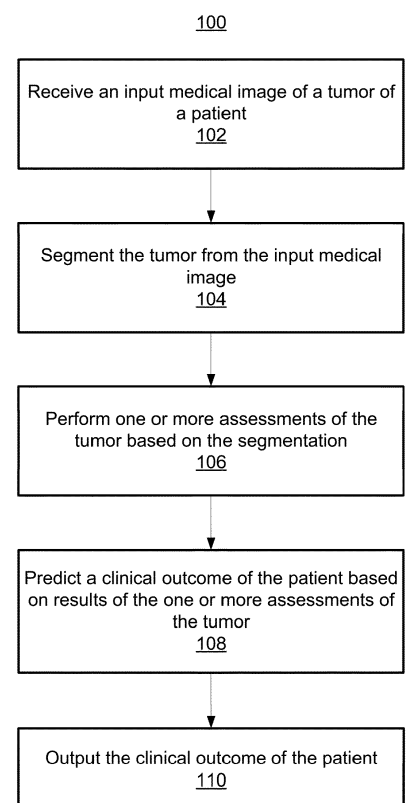 100
Receive an input medical image of a tumor of
a patient
102
Segment the tumor from the input medical
image
104
Perform one or more assessments of the
tumor based on the segmentation
106
Predict a clinical outcome of the patient based
on results of the one or more assessments of
the tumor
108
Output the clinical outcome of the patient
110